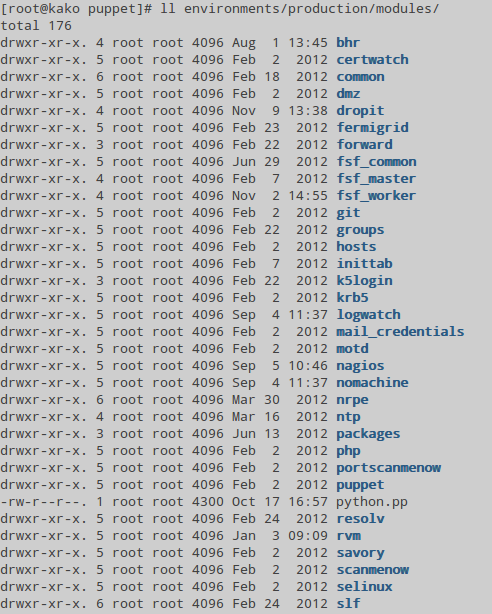 [root@kako puppet]# ll environments/production/modules/
total 176
drwxr-xr-x. 4 root root 4096 Aug  1 13:45 bhr
drwxr-xr-x. 5 root root 4096 Feb  2  2012 certwatch
drwxr-xr-x. 6 root root 4096 Feb 18  2012 common
drwxr-xr-x. 5 root root 4096 Feb  2  2012 dmz
drwxr-xr-x. 4 root root 4096 Nov  9 13:38 dropit
drwxr-xr-x. 5 root root 4096 Feb 23  2012 fermigrid
drwxr-xr-x. 3 root root 4096 Feb 22  2012 forward
drwxr-xr-x. 5 root root 4096 Jun 29  2012 fsf_common
drwxr-xr-x. 4 root root 4096 Feb  7  2012 fsf_master
drwxr-xr-x. 4 root root 4096 Nov  2 14:55 fsf_worker
drwxr-xr-x. 5 root root 4096 Feb  2  2012 git
drwxr-xr-x. 5 root root 4096 Feb 22  2012 groups
drwxr-xr-x. 5 root root 4096 Feb  2  2012 hosts
drwxr-xr-x. 5 root root 4096 Feb  7  2012 inittab
drwxr-xr-x. 3 root root 4096 Feb 22  2012 k5login
drwxr-xr-x. 5 root root 4096 Feb  2  2012 krb5
drwxr-xr-x. 5 root root 4096 Sep  4 11:37 logwatch
drwxr-xr-x. 5 root root 4096 Feb  2  2012 mail_credentials
drwxr-xr-x. 5 root root 4096 Feb  2  2012 motd
drwxr-xr-x. 5 root root 4096 Sep  5 10:46 nagios
drwxr-xr-x. 5 root root 4096 Sep  4 11:37 nomachine
drwxr-xr-x. 6 root root 4096 Mar 30  2012 nrpe
drwxr-xr-x. 4 root root 4096 Mar 16  2012 ntp
drwxr-xr-x. 3 root root 4096 Jun 13  2012 packages
drwxr-xr-x. 5 root root 4096 Feb  2  2012 php
drwxr-xr-x. 5 root root 4096 Feb  2  2012 portscanmenow
drwxr-xr-x. 5 root root 4096 Feb  2  2012 puppet
-rw-r--r--. 1 root root 4300 Oct 17 16:57 python.pp
drwxr-xr-x. 5 root root 4096 Feb 24  2012 resolv
drwxr-xr-x. 5 root root 4096 Jan  3 09:09 rvm
drwxr-xr-x. 5 root root 4096 Feb  2  2012 savory
drwxr-xr-x. 5 root root 4096 Feb  2  2012 scanmenow
drwxr-xr-x. 5 root root 4096 Feb  2  2012 selinux
drwxr-xr-x. 6 root root 4096 Feb 24  2012 slf